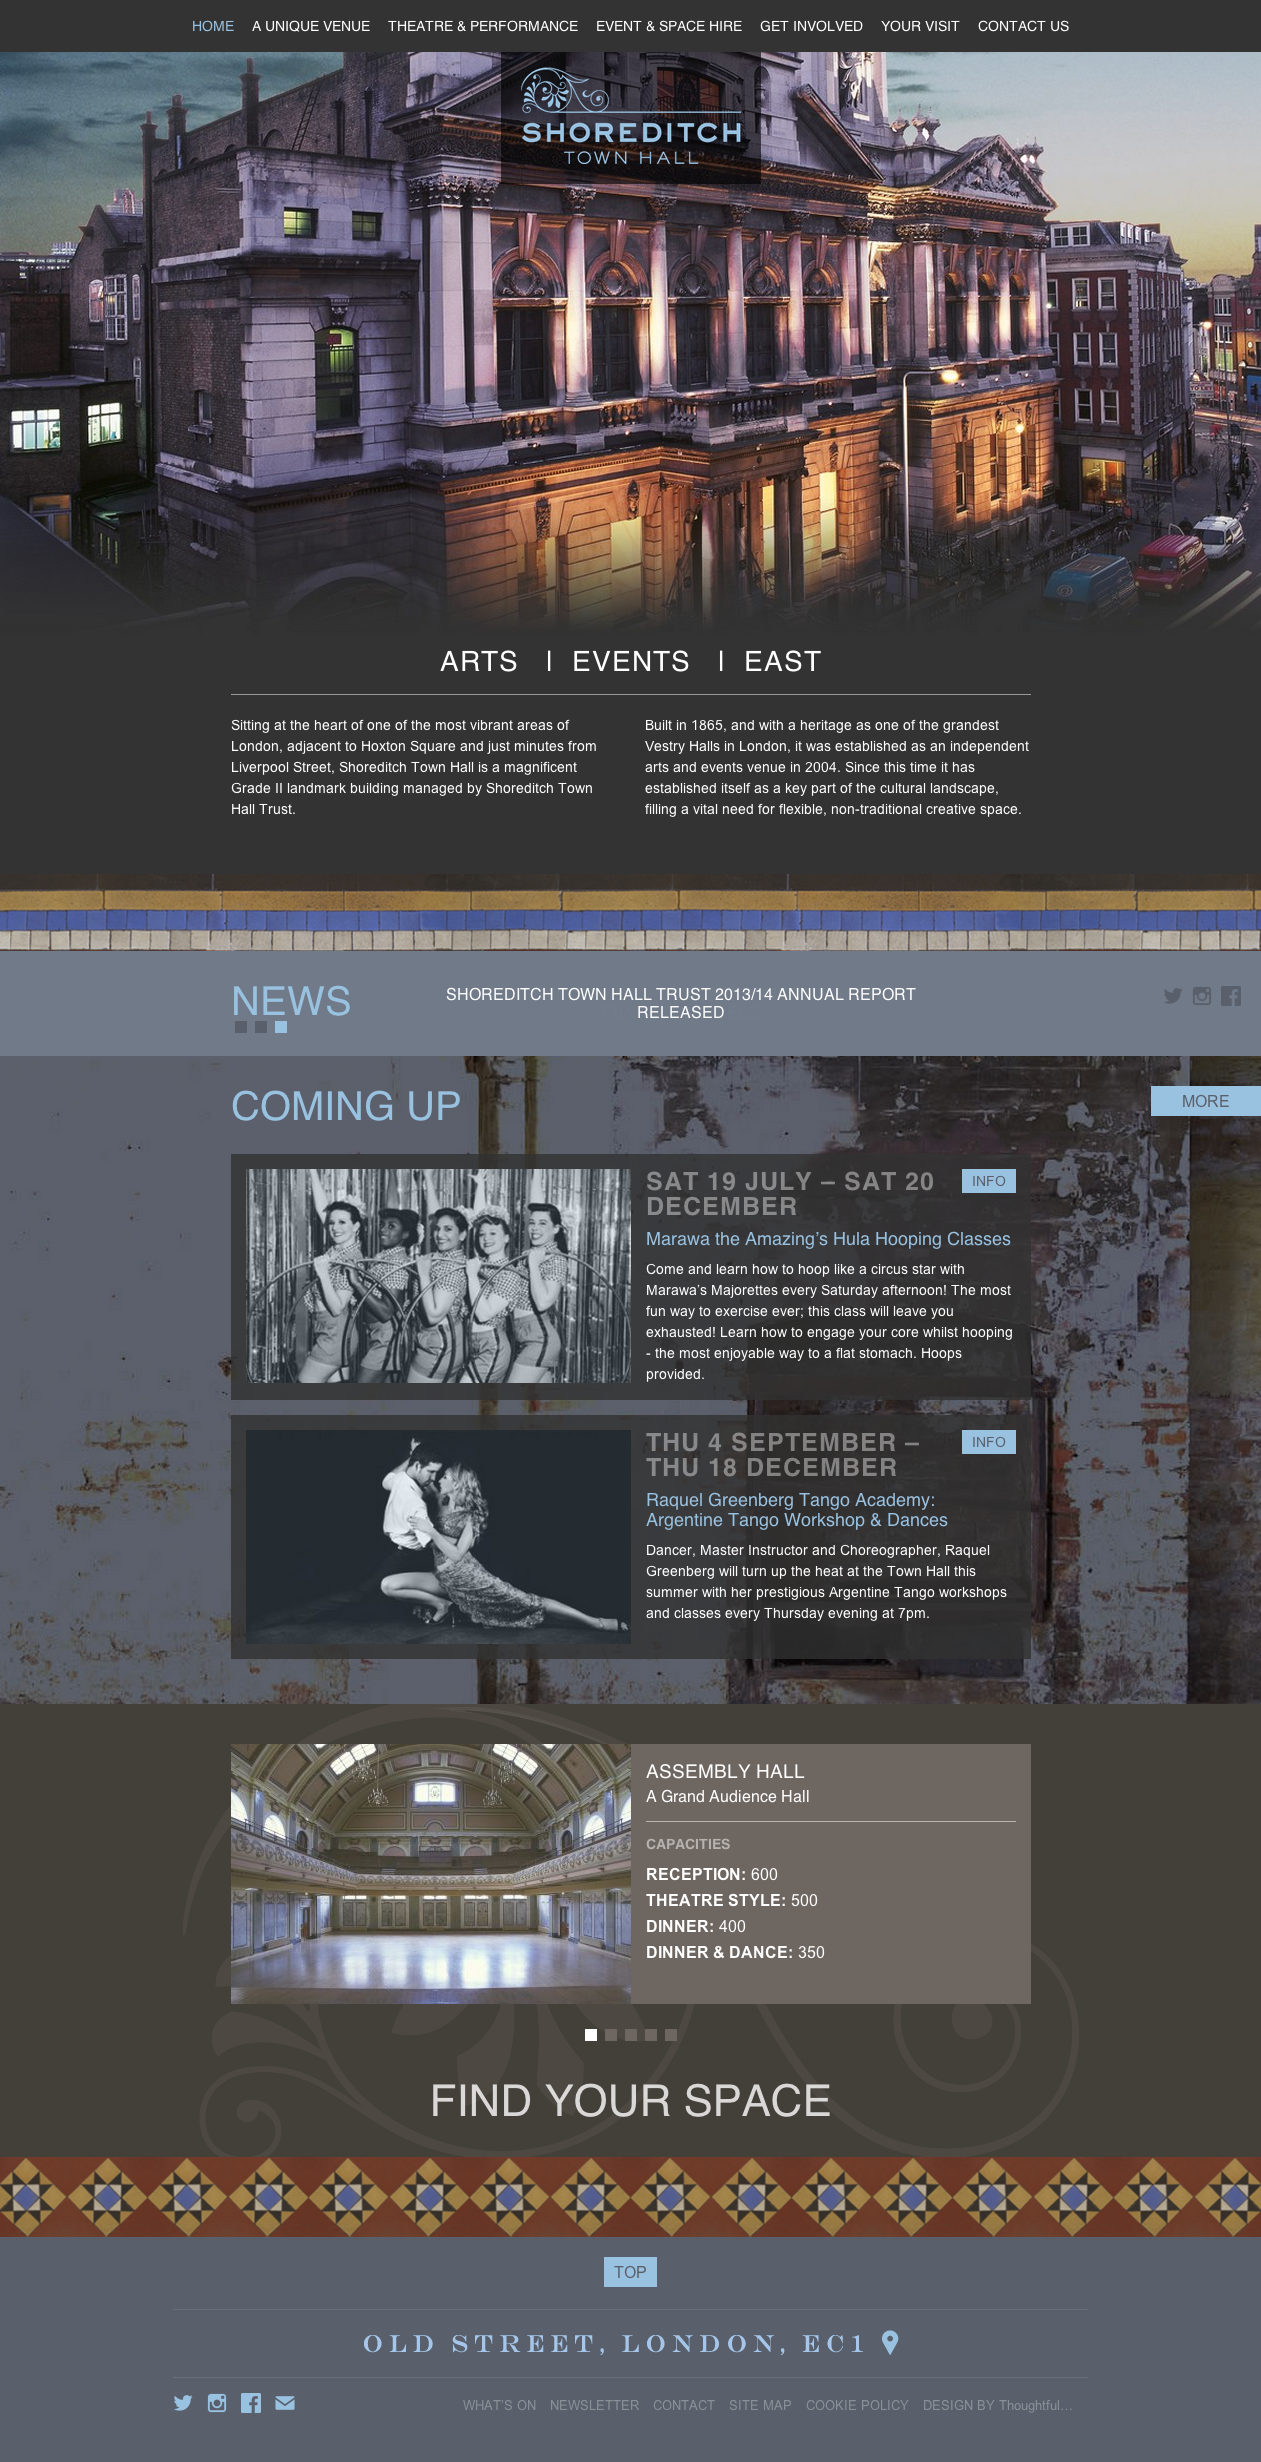 HOME A UNIQUE VENUE THEATRE & PERFORMANCE EVENT & SPACE HIRE GET INVOLVED YOUR VISIT CONTACT US
SHOREDITCH
TOWN HALL
ARTS | EVENTS | EAST
Sitting at the heart of one of the most vibrant areas of
London, adjacent to Hoxton Square and just minutes from
Liverpool Street, Shoreditch Town Hall is a magnificent
Grade II landmark building managed by Shoreditch Town
Hall Trust.
Built in 1865, and with a heritage as one of the grandest
Vestry Halls in London, it was established as an independent
arts and events venue in 2004. Since this time it has
established itself as a key part of the cultural landscape,
filling a vital need for flexible, non-traditional creative space.
NEWS
SHOREDITCH TOWN HALL TRUST 2013/14 ANNUAL REPORT
RELEASED
COMING UP
MORE
SAT 19 JULY – SAT 20
DECEMBER
INFO
Marawa the Amazing’s Hula Hooping Classes
Come and learn how to hoop like a circus star with
Marawa’s Majorettes every Saturday afternoon! The most
fun way to exercise ever; this class will leave you
exhausted! Learn how to engage your core whilst hooping
- the most enjoyable way to a flat stomach. Hoops
provided.
THU 4 SEPTEMBER –
THU 18 DECEMBER
INFO
Raquel Greenberg Tango Academy:
Argentine Tango Workshop & Dances
Dancer, Master Instructor and Choreographer, Raquel
Greenberg will turn up the heat at the Town Hall this
summer with her prestigious Argentine Tango workshops
and classes every Thursday evening at 7pm.
ASSEMBLY HALL
A Grand Audience Hall
CAPACITIES
RECEPTION: 600
THEATRE STYLE: 500
DINNER: 400
DINNER & DANCE: 350
FIND YOUR SPACE
TOP
OLD STREET, LONDON, EC1
WHAT'S ON NEWSLETTER CONTACT SITE MAP COOKIE POLICY DESIGN BY Thoughtful...